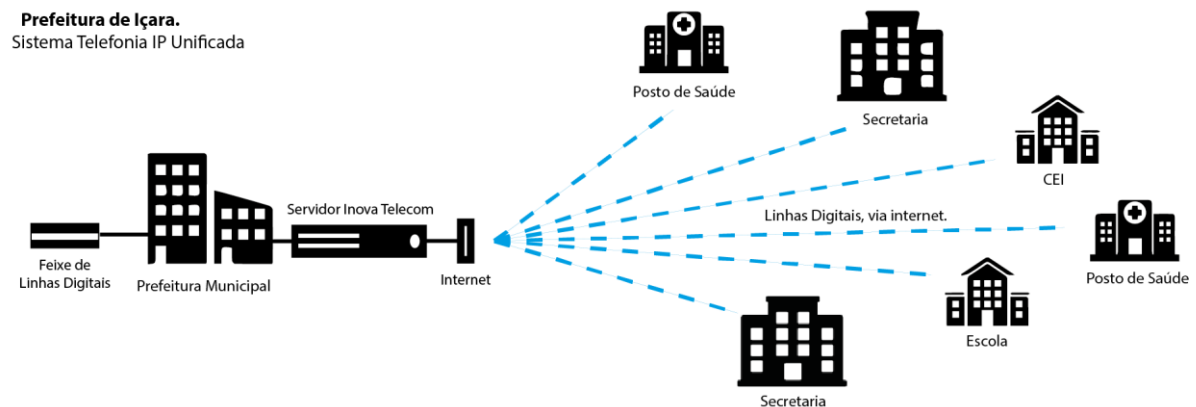 Prefeitura de Içara.
Sistema Telefonia IP Unificada
Posto de Saúde
Secretaria
CEI
Servidor Inova Telecom
Linhas Digitais, via internet.
Feixe de
Linhas Digitais
Prefeitura Municipal
Internet
Posto de Saúde
Escola
Secretaria